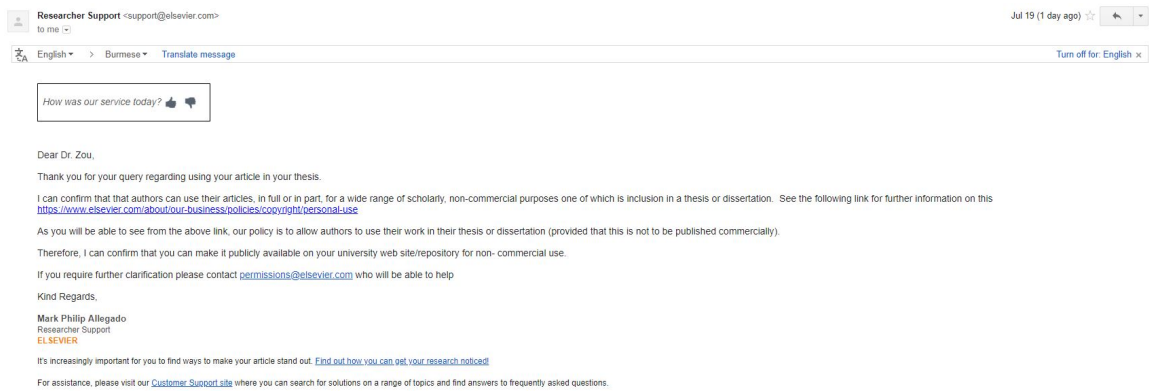 Researcher Support <support@elsevier.com>
Jul 19 (1 day ago)
to me
English > Burmese Translate message
Turn off for: English ×
How was our service today?
Dear Dr. Zou,
Thank you for your query regarding using your article in your thesis.
I can confirm that that authors can use their articles, in full or in part, for a wide range of scholarly, non-commercial purposes one of which is inclusion in a thesis or dissertation. See the following link for further information on this
https://www.elsevier.com/about/our-business/policies/copyright/personal-use
As you will be able to see from the above link, our policy is to allow authors to use their work in their thesis or dissertation (provided that this is not to be published commercially).
Therefore, I can confirm that you can make it publicly available on your university web site/repository for non- commercial use.
If you require further clarification please contact permissions@elsevier.com who will be able to help
Kind Regards,
Mark Philip Allegado
Researcher Support
ELSEVIER
It's increasingly important for you to find ways to make your article stand out. Find out how you can get your research noticed!
For assistance, please visit our Customer Support site where you can search for solutions on a range of topics and find answers to frequently asked questions.